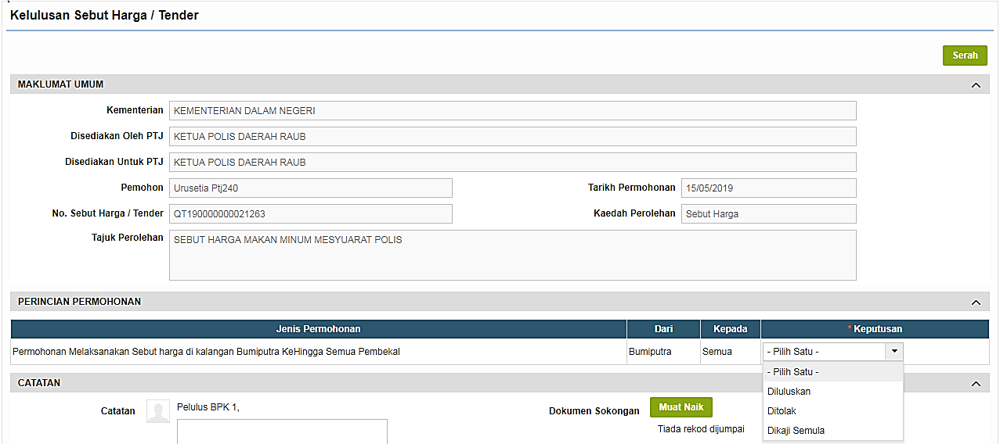 Kelulusan Sebut Harga / Tender
Serah
MAKLUMAT UMUM
Kementerian KEMENTERIAN DALAM NEGERI
Disediakan Oleh PTJ KETUA POLIS DAERAH RAUB
Disediakan Untuk PTJ KETUA POLIS DAERAH RAUB
Pemohon Urusetia Ptj240 Tarikh Permohonan 15/05/2019
No. Sebut Harga / Tender QT190000000021263 Kaedah Perolehan Sebut Harga
Tajuk Perolehan SEBUT HARGA MAKAN MINUM MESYUARAT POLIS
PERINCIAN PERMOHONAN
Jenis Permohonan Dari Kepada * Keputusan
Permohonan Melaksanakan Sebut harga di kalangan Bumiputra KeHingga Semua Pembekal Bumiputra Semua - Pilih Satu -
- Pilih Satu -
Diluluskan
Ditolak
Dikaji Semula
CATATAN
Catatan Pelulus BPK 1, Dokumen Sokongan Muat Naik
Tiada rekod dijumpai